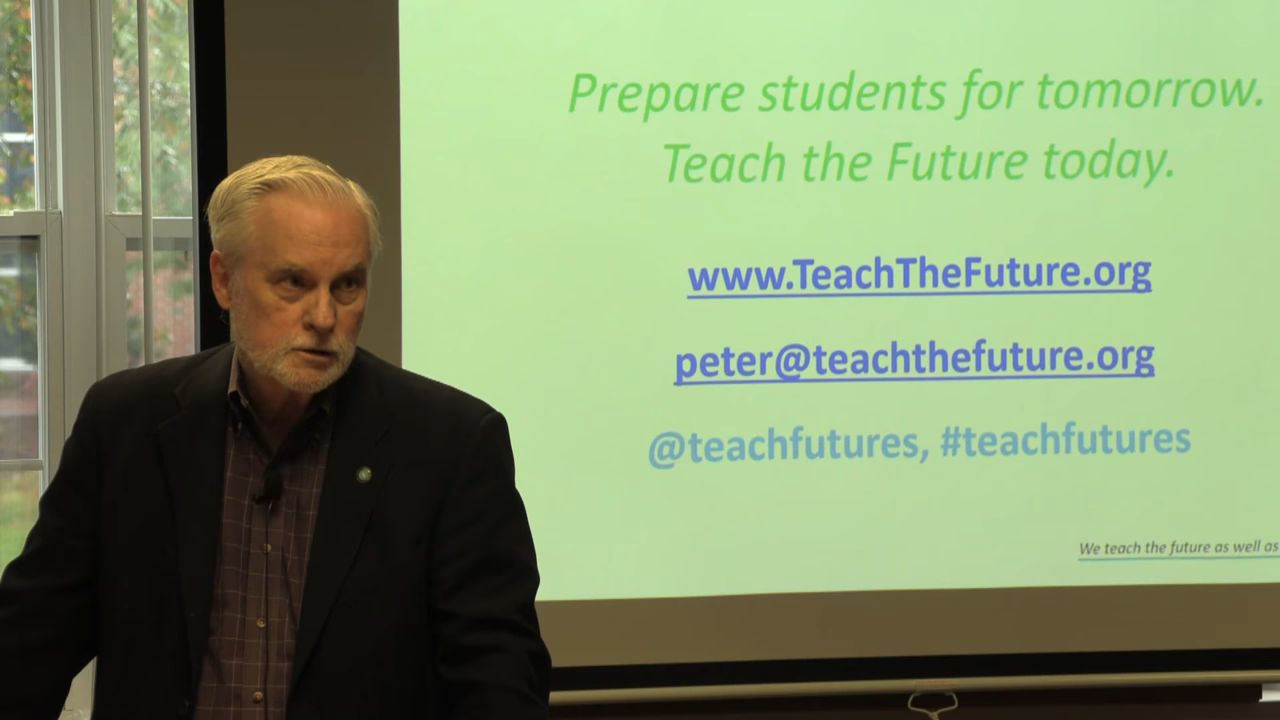 Prepare students for tomorrow.
Teach the Future today.
www.TeachTheFuture.org
peter@teachthefuture.org
@teachfutures, #teachfutures
We teach the future as well as